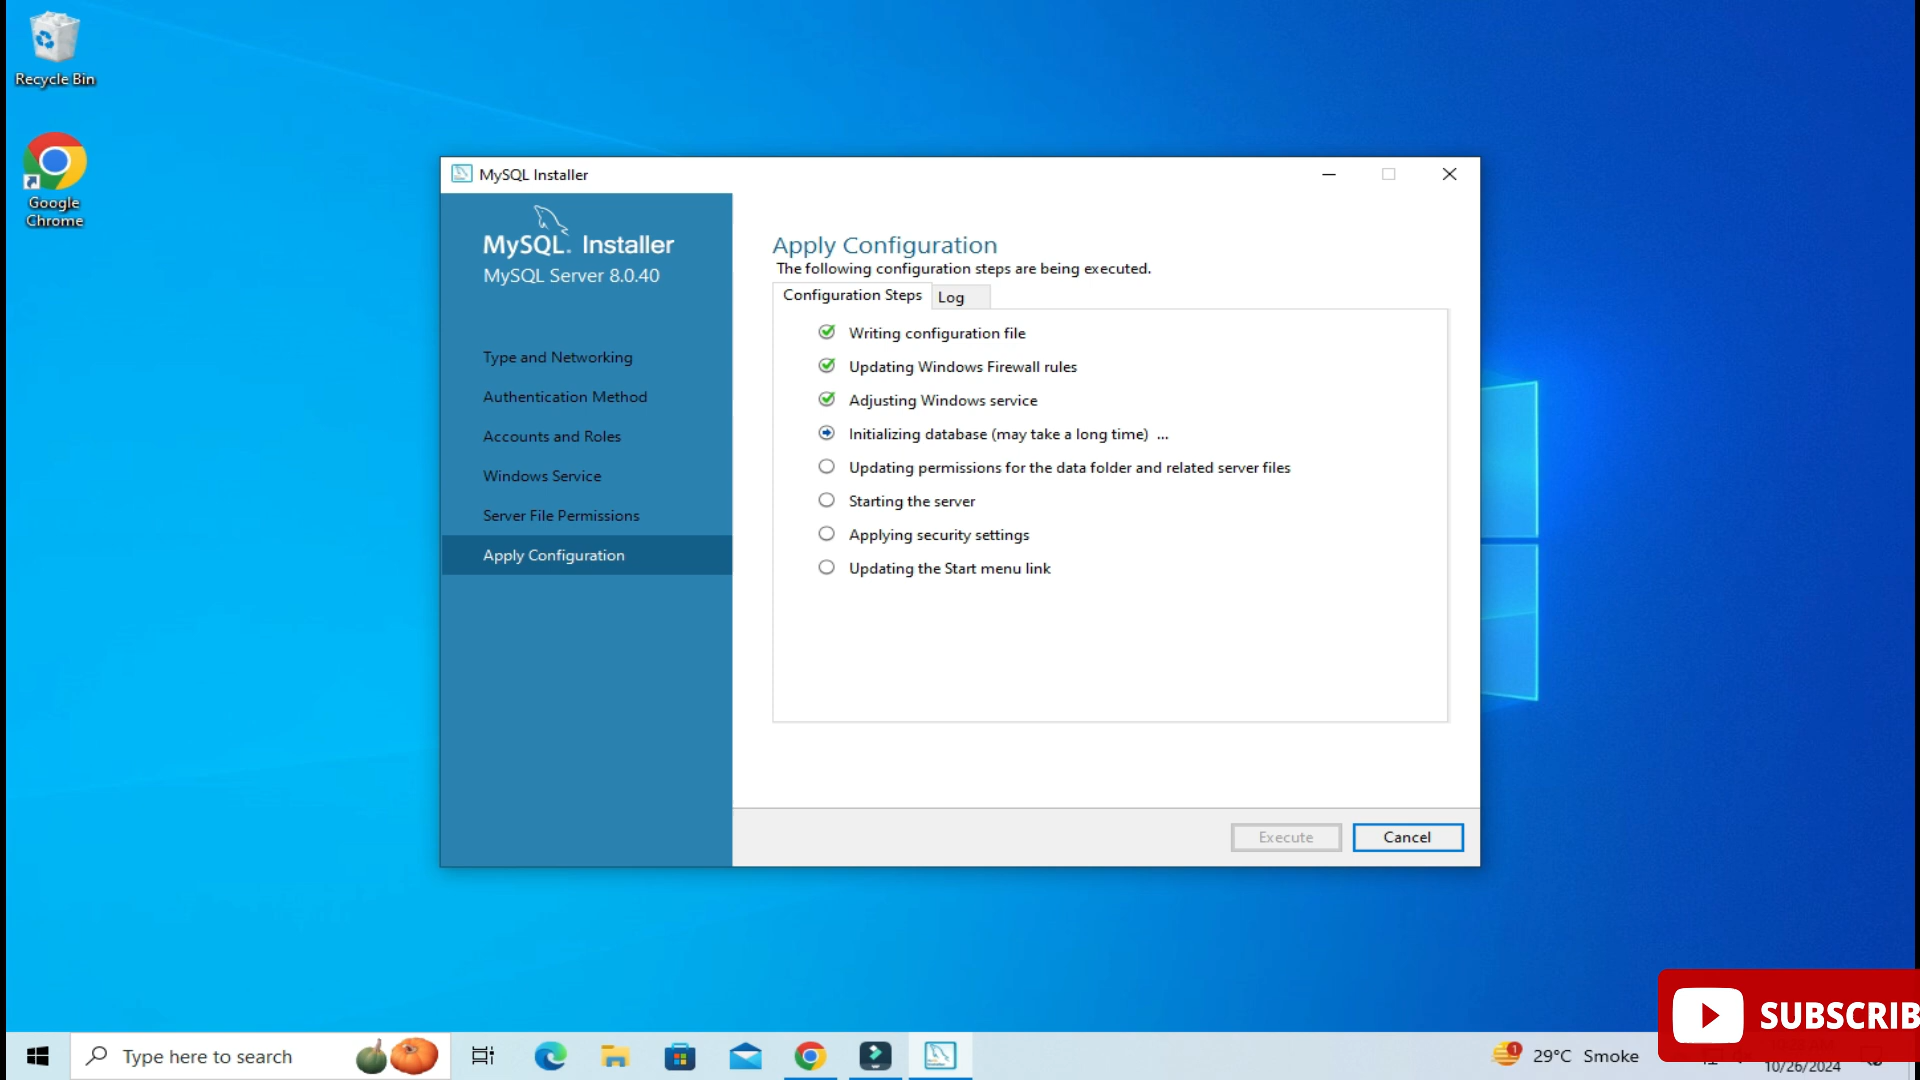 Recycle Bin
Google
Chrome
MySQL Installer
MySQL. Installer
MySQL Server 8.0.40
Type and Networking
Authentication Method
Accounts and Roles
Windows Service
Server File Permissions
Apply Configuration
Apply Configuration
The following configuration steps are being executed.
Configuration Steps
Log
Writing configuration file
Updating Windows Firewall rules
Adjusting Windows service
Initializing database (may take a long time) ...
Updating permissions for the data folder and related server files
Starting the server
Applying security settings
Updating the Start menu link
Execute
Cancel
SUBSCRIB
Type here to search
1
29°C Smoke
10/26/2024